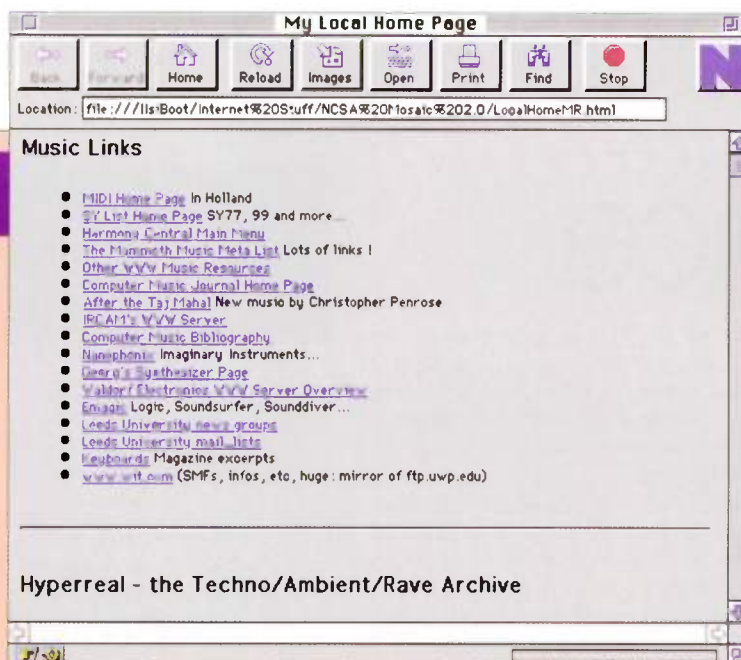 My Local Home Page
Back Forward Home Reload Images Open Print Find Stop
N
Location: file:///IIsiBoot/Internet%20Stuff/NCSA%20Mosaic%202.0/LocalHomeMR.html
Music Links
MIDI Home Page In Holland
SY List Home Page SY77, 99 and more...
Harmony Central Main Menu
The Mammoth Music Meta List Lots of links !
Other WWW Music Resources
Computer Music Journal Home Page
After the Taj Mahal New music by Christopher Penrose
IRCAM's WWW Server
Computer Music Bibliography
Nanophonia Imaginary Instruments...
Synthesizer Page
Waldorf Electronics WWW Server Overview
Emagic Logic, Soundsurfer, Sounddiver...
Leeds University news groups
Leeds University mail_lists
Keyboards Magazine excerpts
(SMFs, infos, etc, huge: mirror of ftp.uwp.edu)
Hyperreal - the Techno/Ambient/Rave Archive